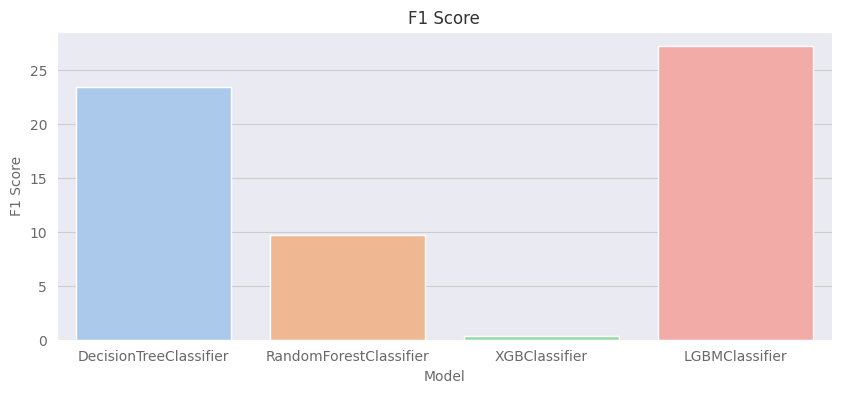 F1 Score
F1 Score
25
20
15
10
5
0
DecisionTreeClassifier
RandomForestClassifier
XGBClassifier
LGBMClassifier
Model